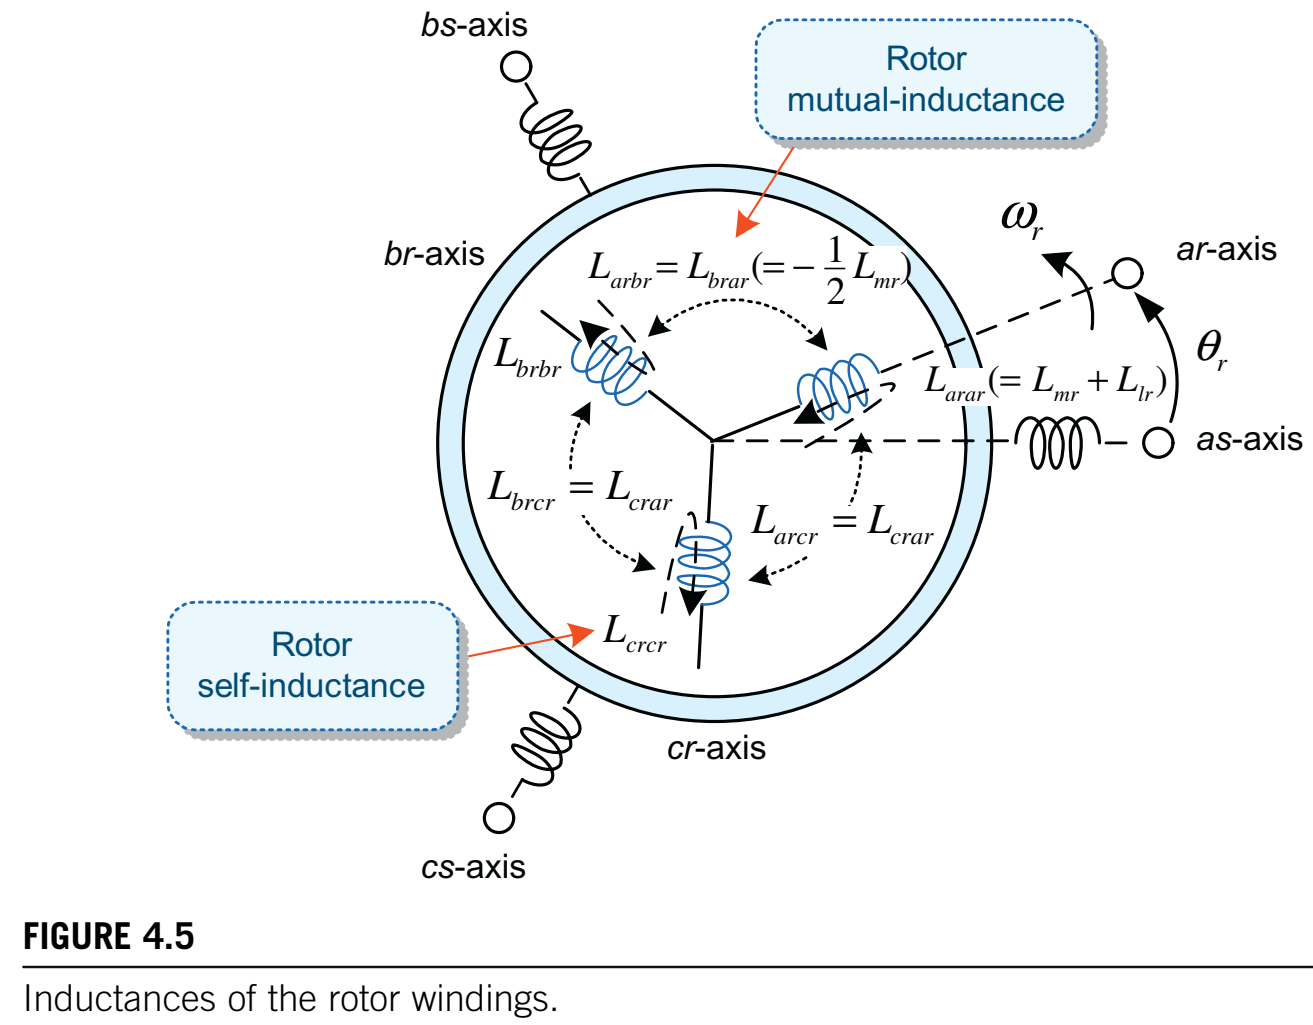 bs-axis
Rotor
mutual-inductance
ω_r
br-axis
ar-axis
L_{arbr} = L_{brar} (= − \frac{1}{2} L_{mr})
L_{brbr}
θ_r
L_{arar} (= L_{mr} + L_{lr})
as-axis
L_{brcr} = L_{crar}
L_{arcr} = L_{crar}
Rotor
self-inductance
L_{crcr}
cr-axis
cs-axis
FIGURE 4.5
Inductances of the rotor windings.